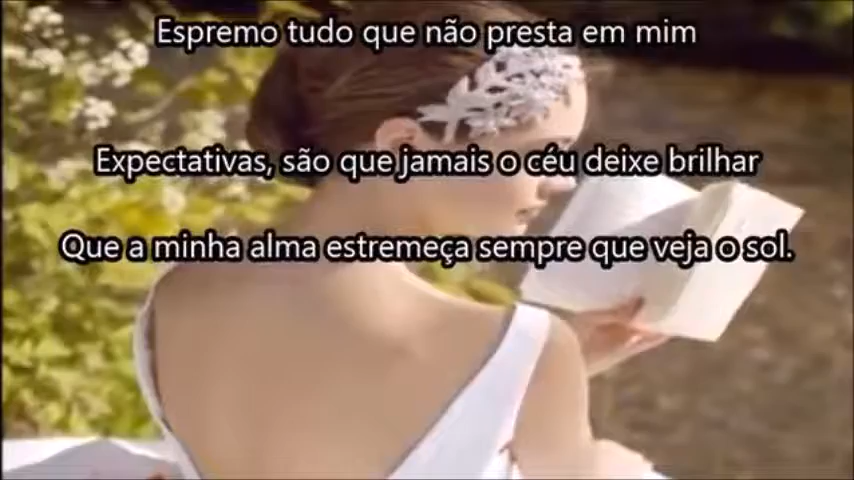 Espremo tudo que não presta em mim
Expectativas, são que jamais o céu deixe brilhar
Que a minha alma estremeça sempre que veja o sol.